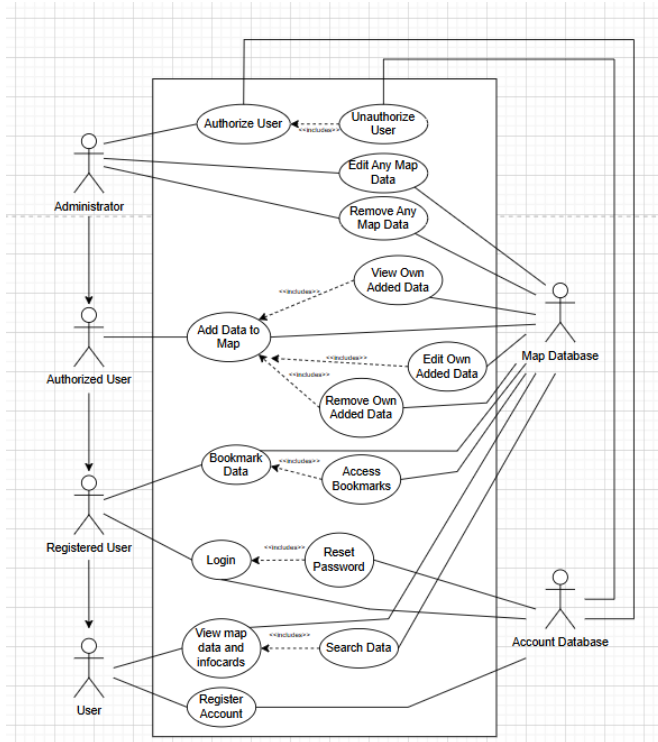 Authorize User
<<includes>>
Unauthorize
User
Administrator
Edit Any Map
Data
Remove Any
Map Data
<<includes>>
View Own
Added Data
Add Data to
Map
Authorized User
<<includes>>
Edit Own
Added Data
Map Database
<<includes>>
Remove Own
Added Data
Bookmark
Data
<<includes>>
Access
Bookmarks
Registered User
Login
<<includes>>
Reset
Password
Account Database
View map
data and
infocards
<<includes>>
Search Data
User
Register
Account